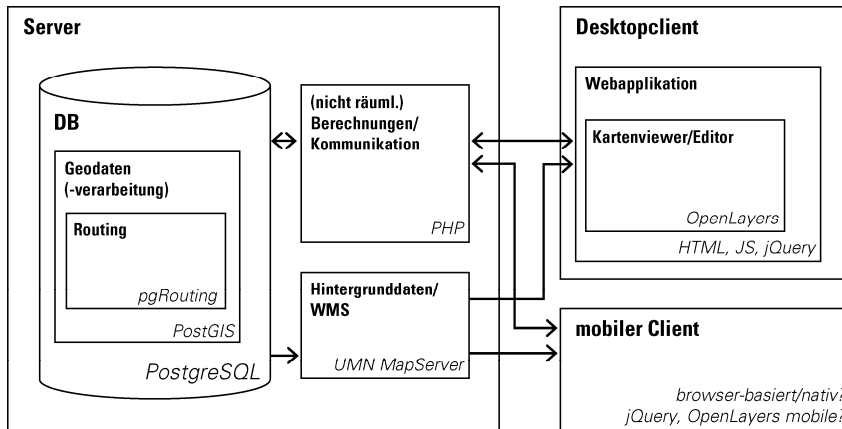 Server
DB
Geodaten
(-verarbeitung)
Routing
pgRouting
PostGIS
PostgreSQL
(nicht räuml.)
Berechnungen/
Kommunikation
PHP
Hintergrunddaten/
WMS
UMN MapServer
Desktopclient
Webapplikation
Kartenviewer/Editor
OpenLayers
HTML, JS, jQuery
mobiler Client
browser-basiert/nativ?
jQuery, OpenLayers mobile?